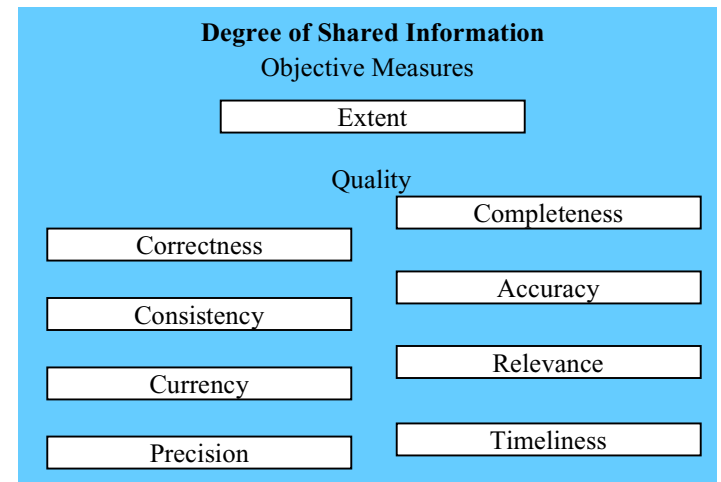 Degree of Shared Information
Objective Measures
Extent
Quality
Correctness
Consistency
Currency
Precision
Completeness
Accuracy
Relevance
Timeliness